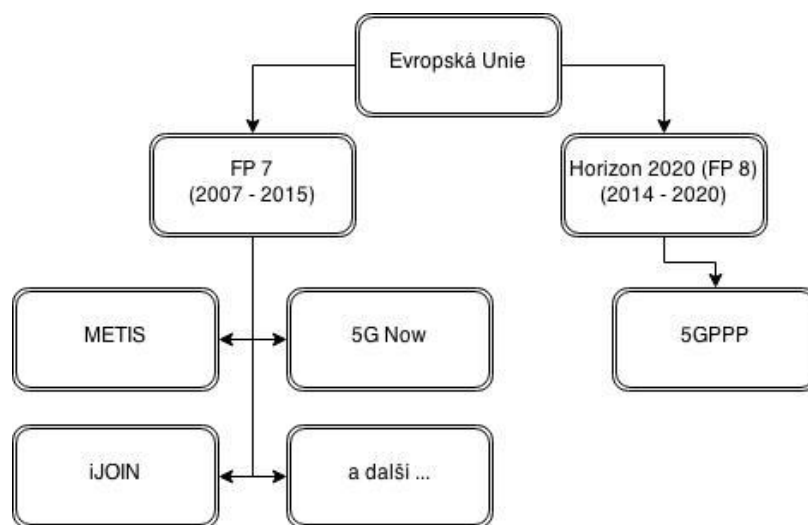 Evropská Unie
FP 7
(2007 - 2015)
Horizon 2020 (FP 8)
(2014 - 2020)
METIS
5G Now
5GPPP
iJOIN
a další ...